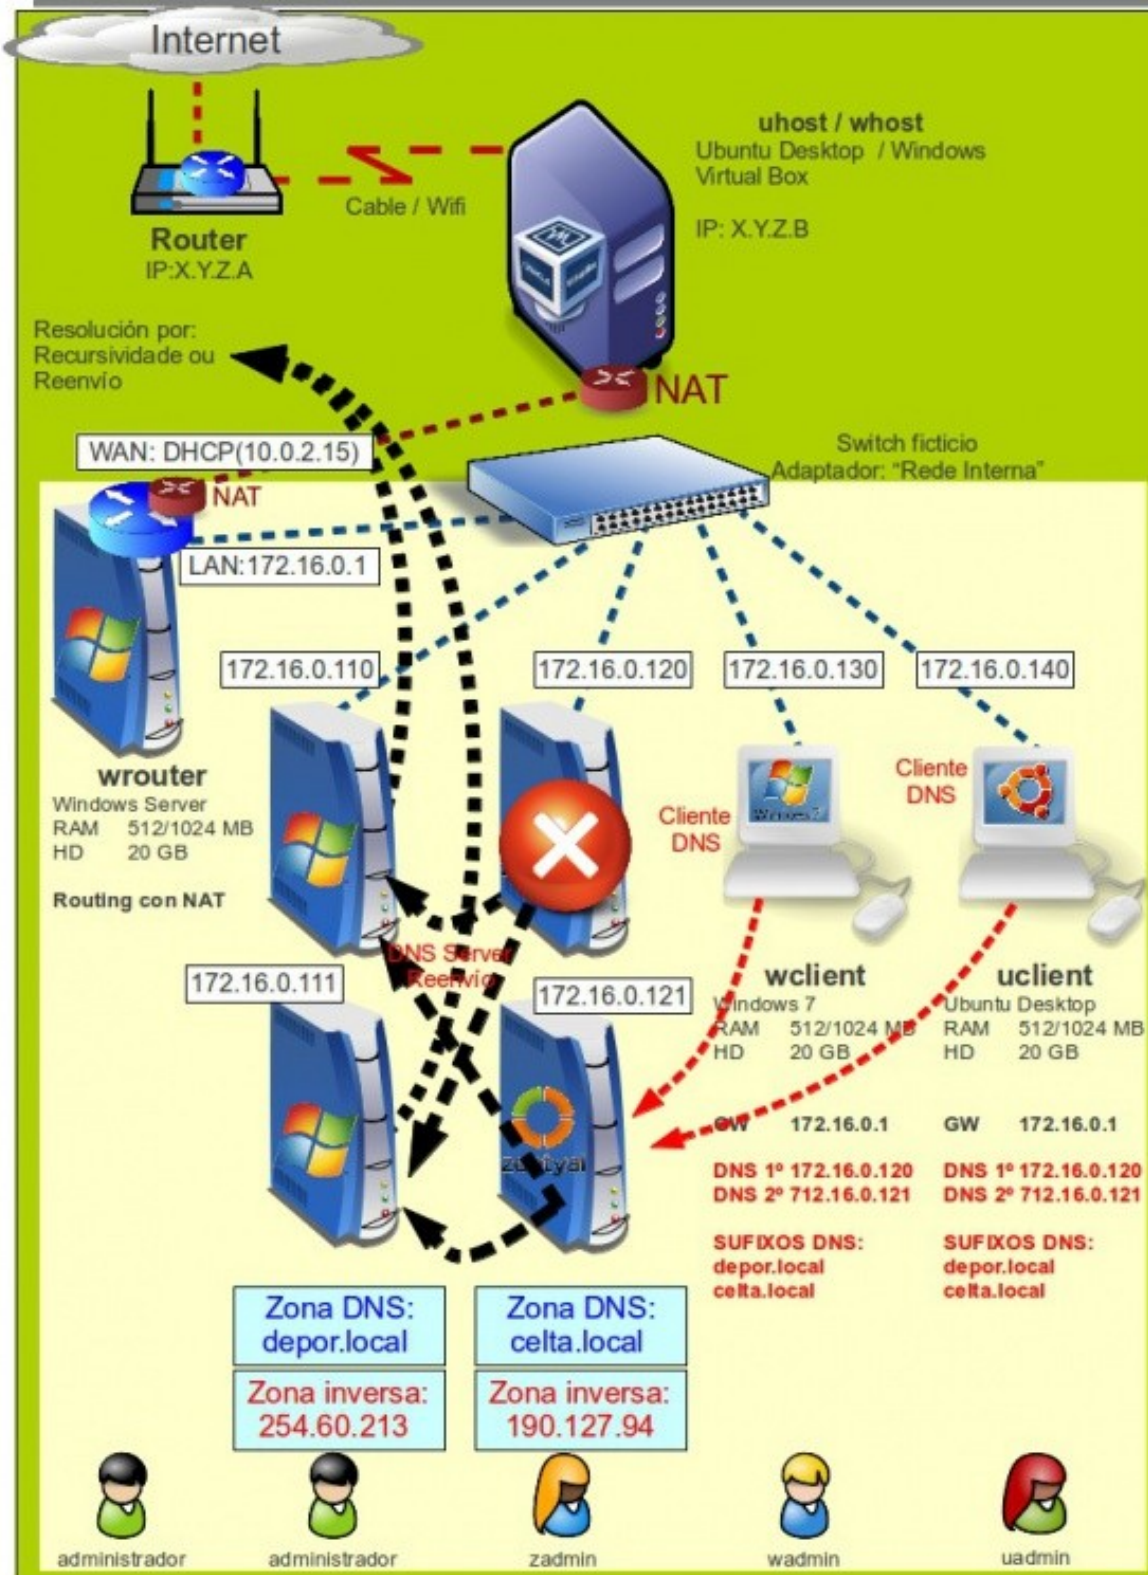 Internet
uhost / whost
Ubuntu Desktop / Windows
Virtual Box
IP: X.Y.Z.B
Cable / Wifi
Router
IP:X.Y.Z.A
Resolución por:
Recursividade ou
Reenvío
NAT
WAN: DHCP(10.0.2.15)
Switch ficticio
Adaptador: “Rede Interna”
NAT
LAN:172.16.0.1
172.16.0.110
172.16.0.120
172.16.0.130
172.16.0.140
wrouter
Windows Server
RAM 512/1024 MB
HD 20 GB
Routing con NAT
Cliente
DNS
Windows 7
Cliente
DNS
DNS Server
Reenvío
172.16.0.111
172.16.0.121
zentyal
wclient
Windows 7
RAM 512/1024 MB
HD 20 GB
GW 172.16.0.1
DNS 1º 172.16.0.120
DNS 2º 712.16.0.121
SUFIXOS DNS:
depor.local
celta.local
uclient
Ubuntu Desktop
RAM 512/1024 MB
HD 20 GB
GW 172.16.0.1
DNS 1º 172.16.0.120
DNS 2º 712.16.0.121
SUFIXOS DNS:
depor.local
celta.local
Zona DNS:
depor.local
Zona DNS:
celta.local
Zona inversa:
254.60.213
Zona inversa:
190.127.94
administrador
administrador
zadmin
wadmin
uadmin